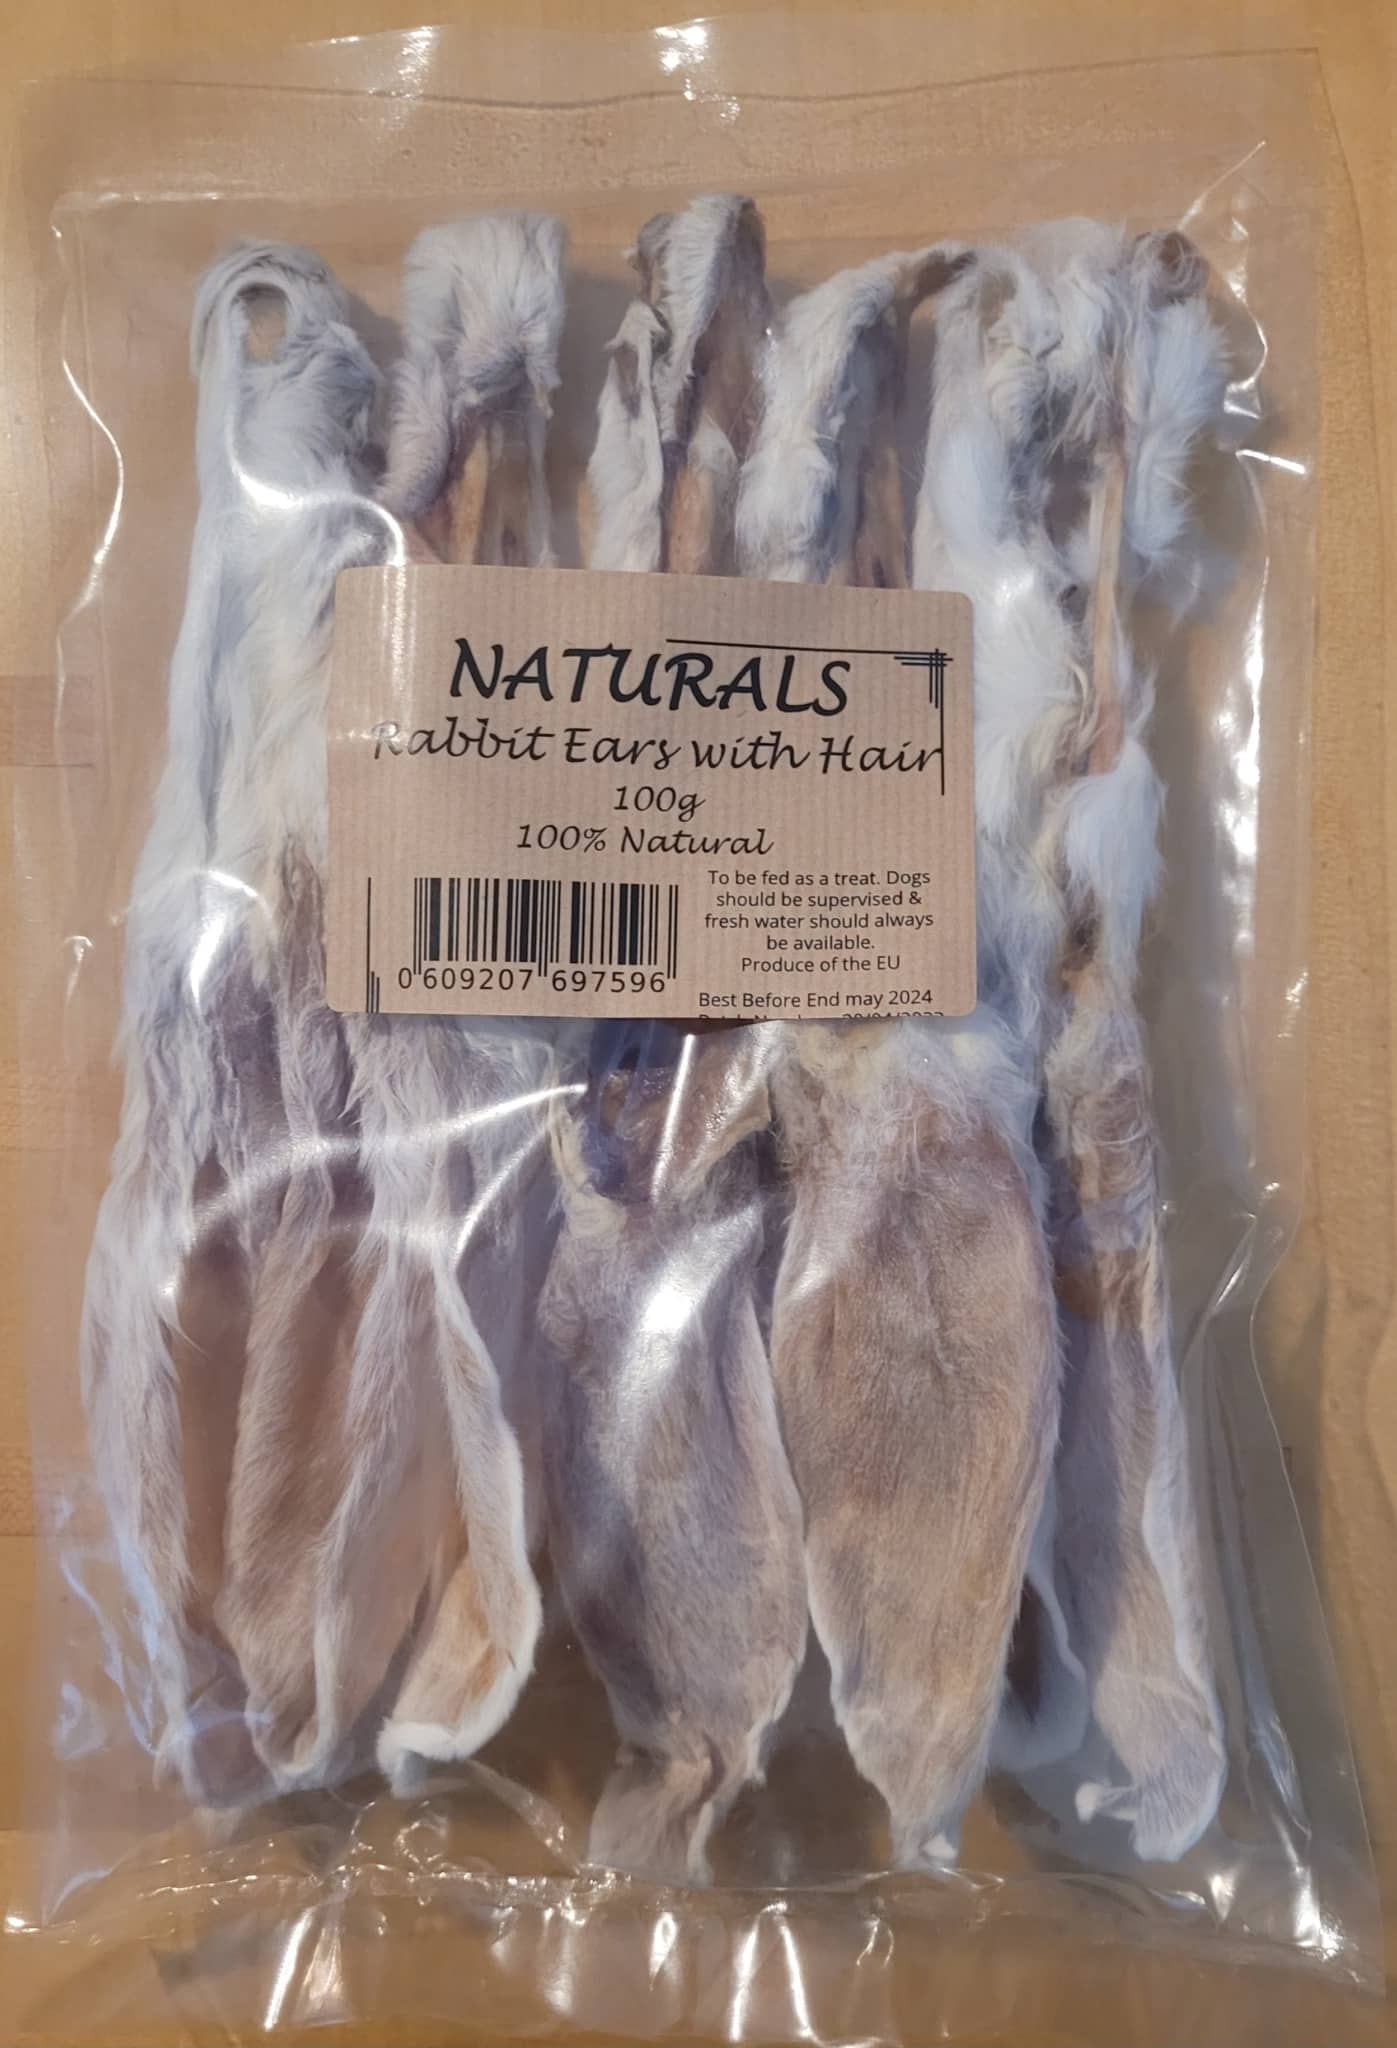 NATURALS
Rabbit Ears with Hair
100g
100% Natural
To be fed as a treat. Dogs
should be supervised &
fresh water should always
be available.
Produce of the EU
Best Before End may 2024
0 609207 697596